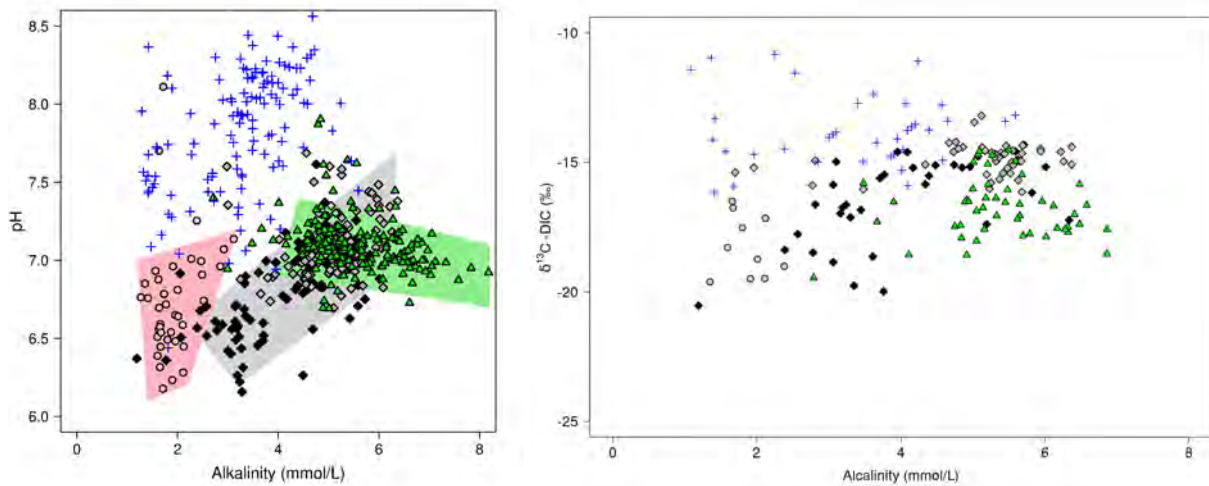 8.5
8.0
7.5
7.0
6.5
6.0
pH
0 2 4 6 8
Alkalinity (mmol/L)
-10
-15
-20
-25
δ¹³C -DIC (‰)
0 2 4 6 8
Alcalinity (mmol/L)